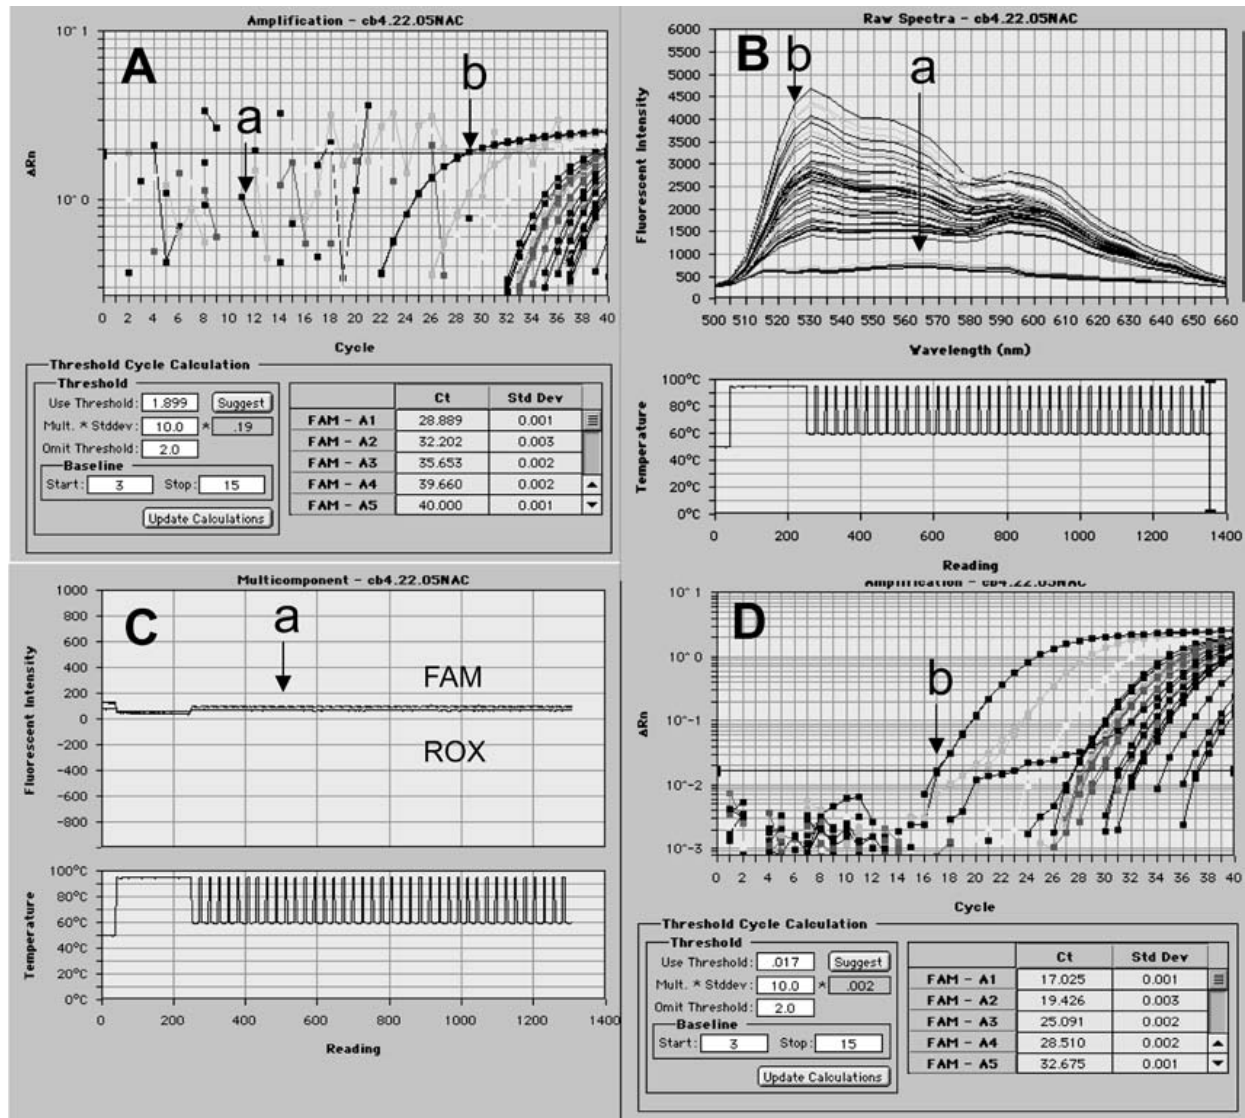 Amplification - cb4.22.05NAC
A
a
b
10^ 1
10^ 0
ΔRn
0 2 4 6 8 10 12 14 16 18 20 22 24 26 28 30 32 34 36 38 40
Cycle
Threshold Cycle Calculation
Threshold
Use Threshold: 1.899 Suggest
Mult. * Stddev: 10.0 * .19
Omit Threshold: 2.0
Baseline
Start: 3 Stop: 15
Update Calculations
Ct Std Dev
FAM - A1 28.889 0.001
FAM - A2 32.202 0.003
FAM - A3 35.653 0.002
FAM - A4 39.660 0.002
FAM - A5 40.000 0.001
Raw Spectra - cb4.22.05NAC
B
b
a
6000
5500
5000
4500
4000
3500
3000
2500
2000
1500
1000
500
0
Fluorescent Intensity
500 510 520 530 540 550 560 570 580 590 600 610 620 630 640 650 660
Wavelength (nm)
100°C
80°C
60°C
40°C
20°C
0°C
Temperature
0 200 400 600 800 1000 1200 1400
Reading
Multicomponent - cb4.22.05NAC
C
a
FAM
ROX
1000
800
600
400
200
0
-200
-400
-600
-800
Fluorescent Intensity
100°C
80°C
60°C
40°C
20°C
0°C
Temperature
0 200 400 600 800 1000 1200 1400
Reading
Amplification - cb4.22.05NAC
D
b
10^ 1
10^ 0
10^-1
10^-2
10^-3
ΔRn
0 2 4 6 8 10 12 14 16 18 20 22 24 26 28 30 32 34 36 38 40
Cycle
Threshold Cycle Calculation
Threshold
Use Threshold: .017 Suggest
Mult. * Stddev: 10.0 * .002
Omit Threshold: 2.0
Baseline
Start: 3 Stop: 15
Update Calculations
Ct Std Dev
FAM - A1 17.025 0.001
FAM - A2 19.426 0.003
FAM - A3 25.091 0.002
FAM - A4 28.510 0.002
FAM - A5 32.675 0.001